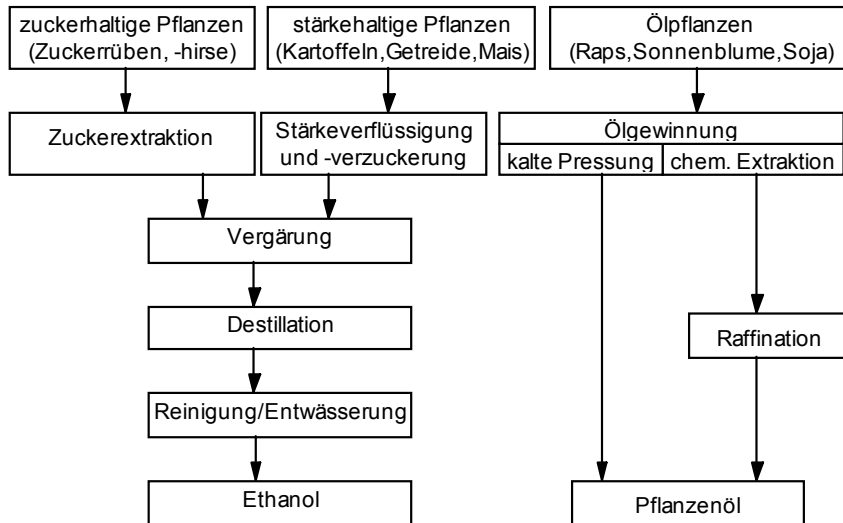 zuckerhaltige Pflanzen
(Zuckerrüben, -hirse)
stärkehaltige Pflanzen
(Kartoffeln,Getreide,Mais)
Ölpflanzen
(Raps,Sonnenblume,Soja)
Zuckerextraktion
Stärkeverflüssigung
und -verzuckerung
Ölgewinnung
kalte Pressung
chem. Extraktion
Vergärung
Destillation
Raffination
Reinigung/Entwässerung
Ethanol
Pflanzenöl